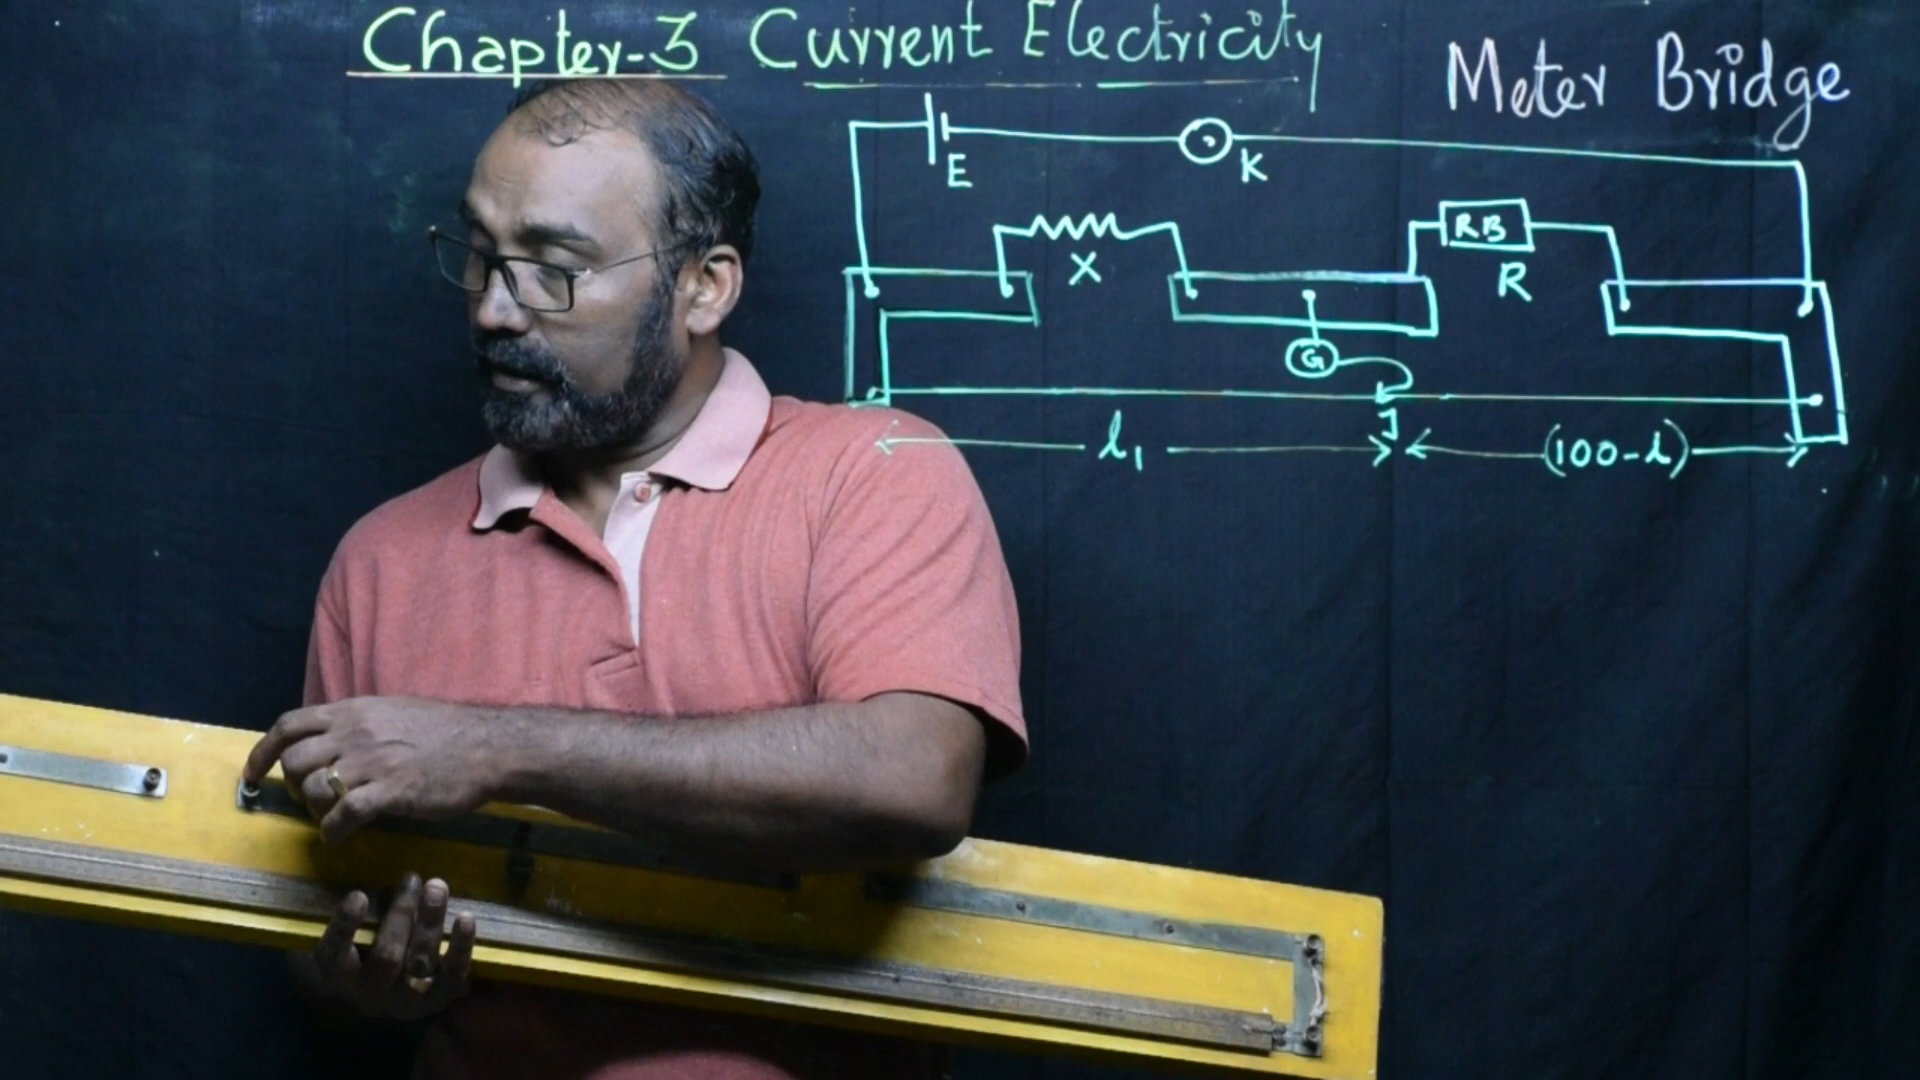 Chapter-3 Current Electricity
Meter Bridge
E
K
X
RB
R
G
J
l₁
(100-l)